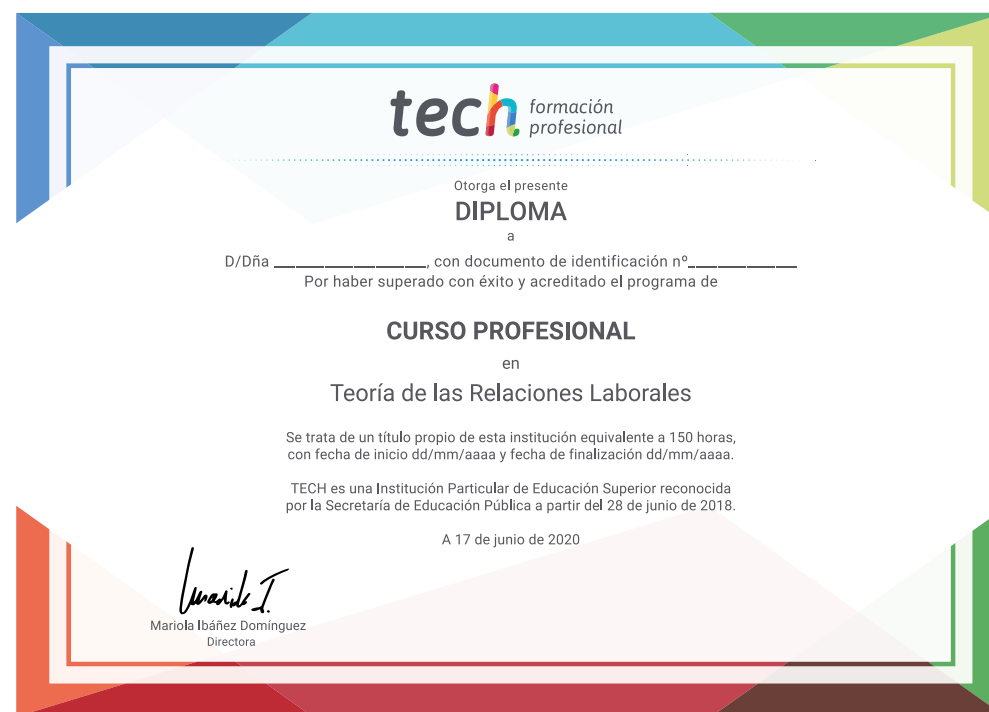 tech formación
profesional
Otorga el presente
DIPLOMA
a
D/Dña ______________, con documento de identificación nº__________
Por haber superado con éxito y acreditado el programa de
CURSO PROFESIONAL
en
Teoría de las Relaciones Laborales
Se trata de un título propio de esta institución equivalente a 150 horas,
con fecha de inicio dd/mm/aaaa y fecha de finalización dd/mm/aaaa.
TECH es una Institución Particular de Educación Superior reconocida
por la Secretaría de Educación Pública a partir del 28 de junio de 2018.
A 17 de junio de 2020
Mariola I.
Mariola Ibáñez Domínguez
Directora